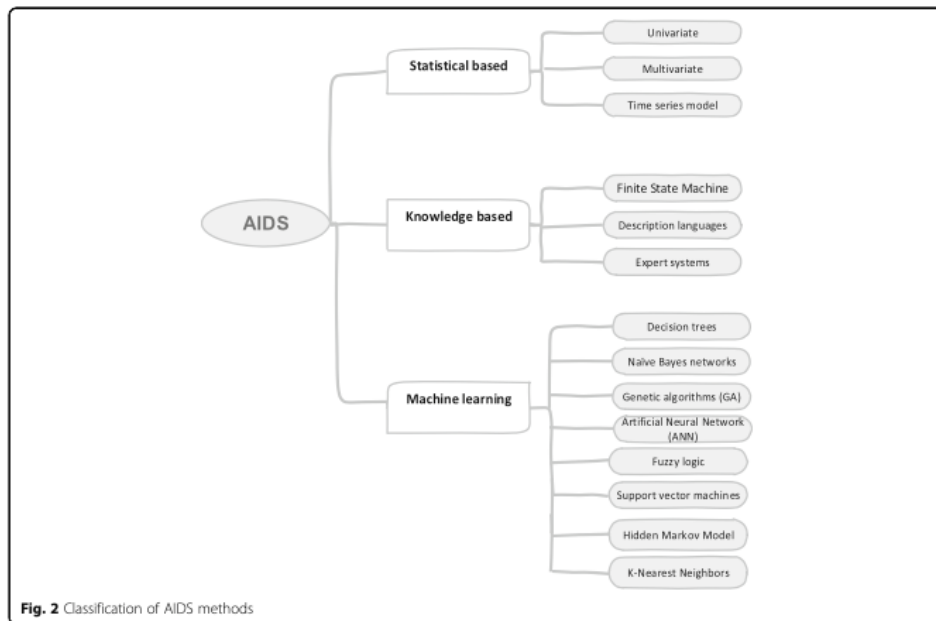 Univariate
Statistical based
Multivariate
Time series model
Finite State Machine
AIDS
Knowledge based
Description languages
Expert systems
Decision trees
Naïve Bayes networks
Machine learning
Genetic algorithms (GA)
Artificial Neural Network
(ANN)
Fuzzy logic
Support vector machines
Hidden Markov Model
K-Nearest Neighbors
Fig. 2 Classification of AIDS methods